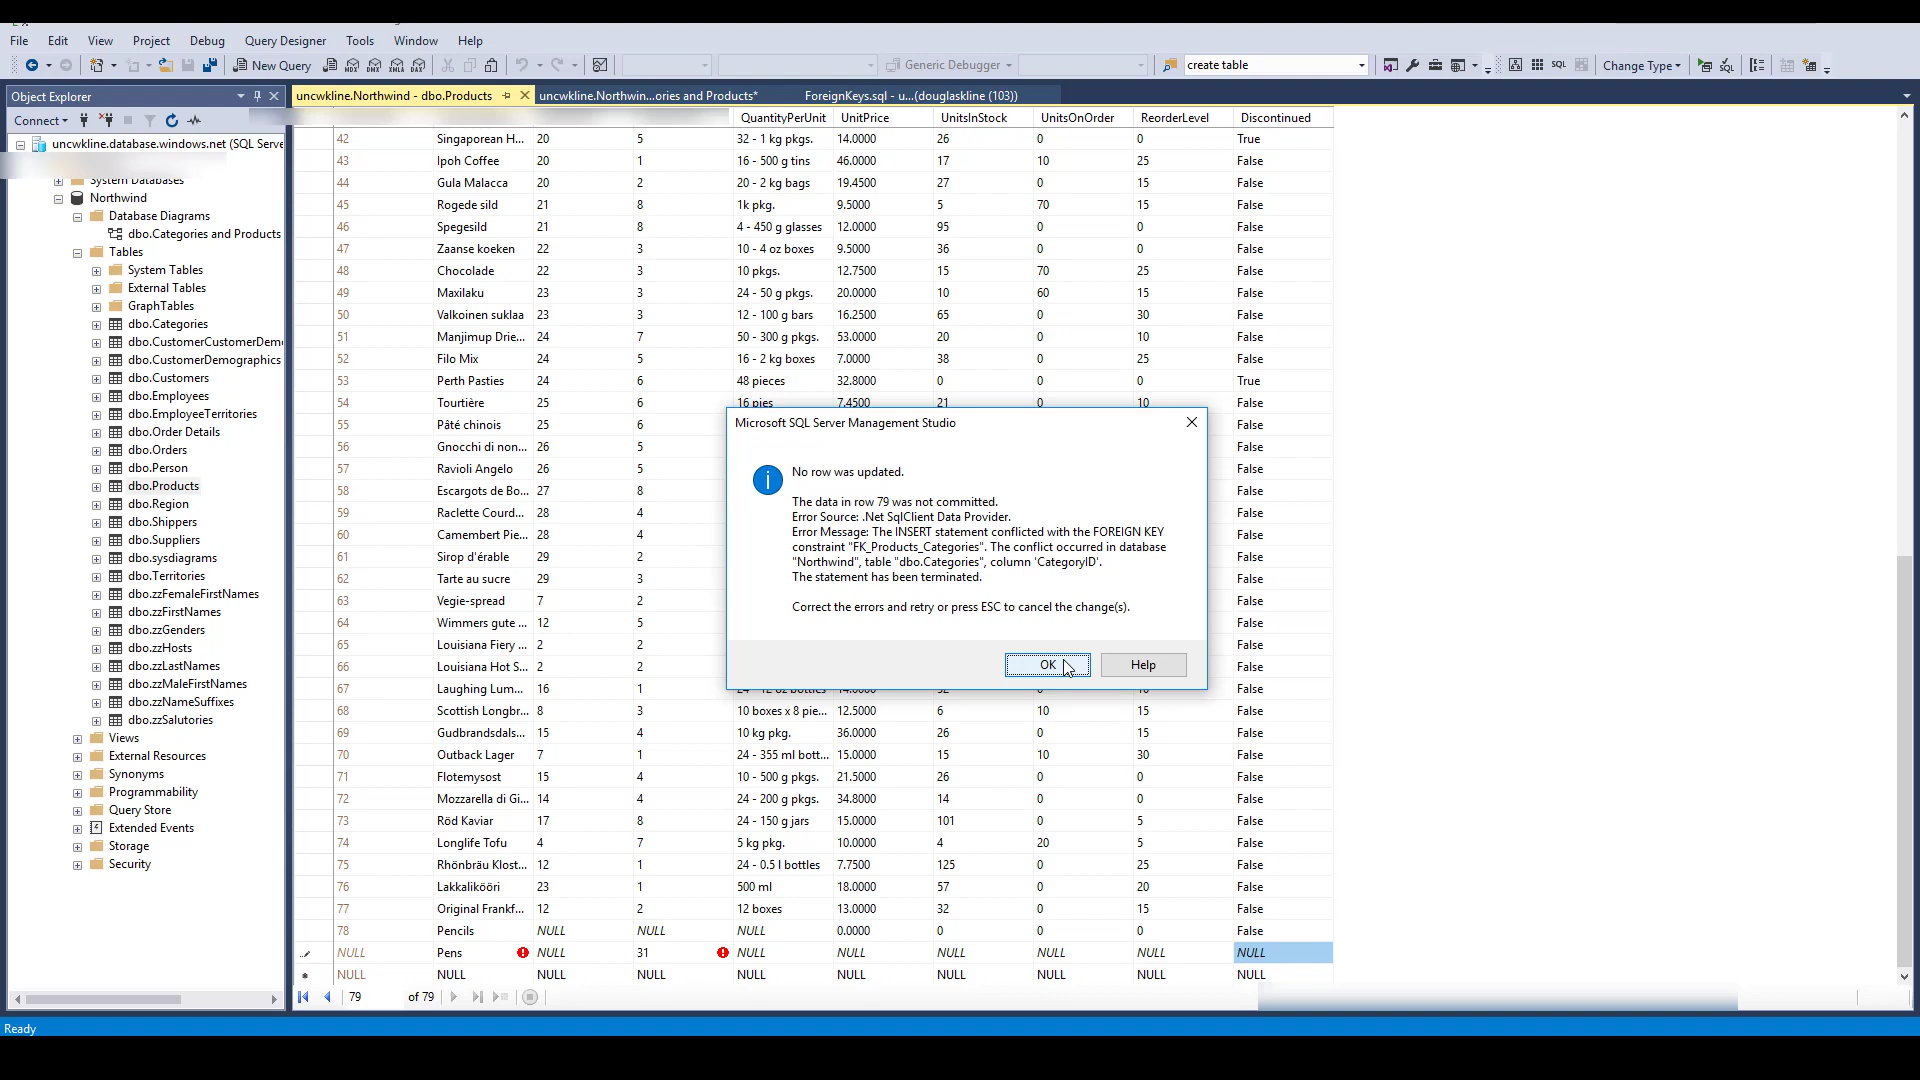 File Edit View Project Debug Query Designer Tools Window Help
New Query MDX DMX XMLA DAX Generic Debugger create table SQL Change Type
Object Explorer
uncwkline.Northwind - dbo.Products uncwkline.Northwin...ories and Products* ForeignKeys.sql - u...(douglaskline (103))
Connect
uncwkline.database.windows.net (SQL Serve
System Databases
Northwind
Database Diagrams
dbo.Categories and Products
Tables
System Tables
External Tables
GraphTables
dbo.Categories
dbo.CustomerCustomerDem
dbo.CustomerDemographics
dbo.Customers
dbo.Employees
dbo.EmployeeTerritories
dbo.Order Details
dbo.Orders
dbo.Person
dbo.Products
dbo.Region
dbo.Shippers
dbo.Suppliers
dbo.sysdiagrams
dbo.Territories
dbo.zzFemaleFirstNames
dbo.zzFirstNames
dbo.zzGenders
dbo.zzHosts
dbo.zzLastNames
dbo.zzMaleFirstNames
dbo.zzNameSuffixes
dbo.zzSalutories
Views
External Resources
Synonyms
Programmability
Query Store
Extended Events
Storage
Security
QuantityPerUnit UnitPrice UnitsInStock UnitsOnOrder ReorderLevel Discontinued
42 Singaporean H... 20 5 32 - 1 kg pkgs. 14.0000 26 0 0 True
43 Ipoh Coffee 20 1 16 - 500 g tins 46.0000 17 10 25 False
44 Gula Malacca 20 2 20 - 2 kg bags 19.4500 27 0 15 False
45 Rogede sild 21 8 1k pkg. 9.5000 5 70 15 False
46 Spegesild 21 8 4 - 450 g glasses 12.0000 95 0 0 False
47 Zaanse koeken 22 3 10 - 4 oz boxes 9.5000 36 0 0 False
48 Chocolade 22 3 10 pkgs. 12.7500 15 70 25 False
49 Maxilaku 23 3 24 - 50 g pkgs. 20.0000 10 60 15 False
50 Valkoinen suklaa 23 3 12 - 100 g bars 16.2500 65 0 30 False
51 Manjimup Drie... 24 7 50 - 300 g pkgs. 53.0000 20 0 10 False
52 Filo Mix 24 5 16 - 2 kg boxes 7.0000 38 0 25 False
53 Perth Pasties 24 6 48 pieces 32.8000 0 0 0 True
54 Tourtière 25 6 16 pies 7.4500 21 0 10 False
55 Pâté chinois 25 6 False
56 Gnocchi di non... 26 5 False
57 Ravioli Angelo 26 5 False
58 Escargots de Bo... 27 8 False
59 Raclette Courd... 28 4 False
60 Camembert Pie... 28 4 False
61 Sirop d'érable 29 2 False
62 Tarte au sucre 29 3 False
63 Vegie-spread 7 2 False
64 Wimmers gute ... 12 5 False
65 Louisiana Fiery ... 2 2 False
66 Louisiana Hot S... 2 2 False
67 Laughing Lum... 16 1 24 - 12 oz bottles 14.0000 52 0 10 False
68 Scottish Longbr... 8 3 10 boxes x 8 pie... 12.5000 6 10 15 False
69 Gudbrandsdals... 15 4 10 kg pkg. 36.0000 26 0 15 False
70 Outback Lager 7 1 24 - 355 ml bott... 15.0000 15 10 30 False
71 Flotemysost 15 4 10 - 500 g pkgs. 21.5000 26 0 0 False
72 Mozzarella di Gi... 14 4 24 - 200 g pkgs. 34.8000 14 0 0 False
73 Röd Kaviar 17 8 24 - 150 g jars 15.0000 101 0 5 False
74 Longlife Tofu 4 7 5 kg pkg. 10.0000 4 20 5 False
75 Rhönbräu Klost... 12 1 24 - 0.5 l bottles 7.7500 125 0 25 False
76 Lakkalikööri 23 1 500 ml 18.0000 57 0 20 False
77 Original Frankf... 12 2 12 boxes 13.0000 32 0 15 False
78 Pencils NULL NULL NULL 0.0000 0 0 0 False
NULL Pens NULL 31 NULL NULL NULL NULL NULL NULL
NULL NULL NULL NULL NULL NULL NULL NULL NULL NULL
79 of 79
Microsoft SQL Server Management Studio
No row was updated.
The data in row 79 was not committed.
Error Source: .Net SqlClient Data Provider.
Error Message: The INSERT statement conflicted with the FOREIGN KEY
constraint "FK_Products_Categories". The conflict occurred in database
"Northwind", table "dbo.Categories", column 'CategoryID'.
The statement has been terminated.
Correct the errors and retry or press ESC to cancel the change(s).
OK Help
Ready